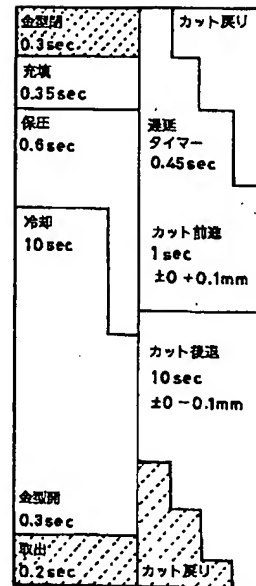 金型閉
0.3sec
充填
0.35sec
保圧
0.6sec
冷却
10sec
金型開
0.3sec
取出
0.2sec
カット戻り
遅延
タイマー
0.45sec
カット前進
1sec
±0+0.1mm
カット後退
10sec
±0-0.1mm
カット戻り